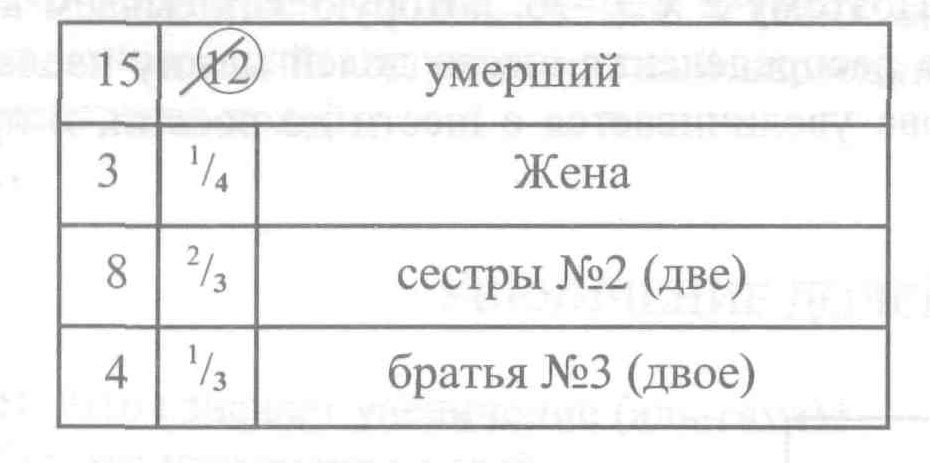 15 12 умерший
3 1/4 Жена
8 2/3 сестры №2 (две)
4 1/3 братья №3 (двое)